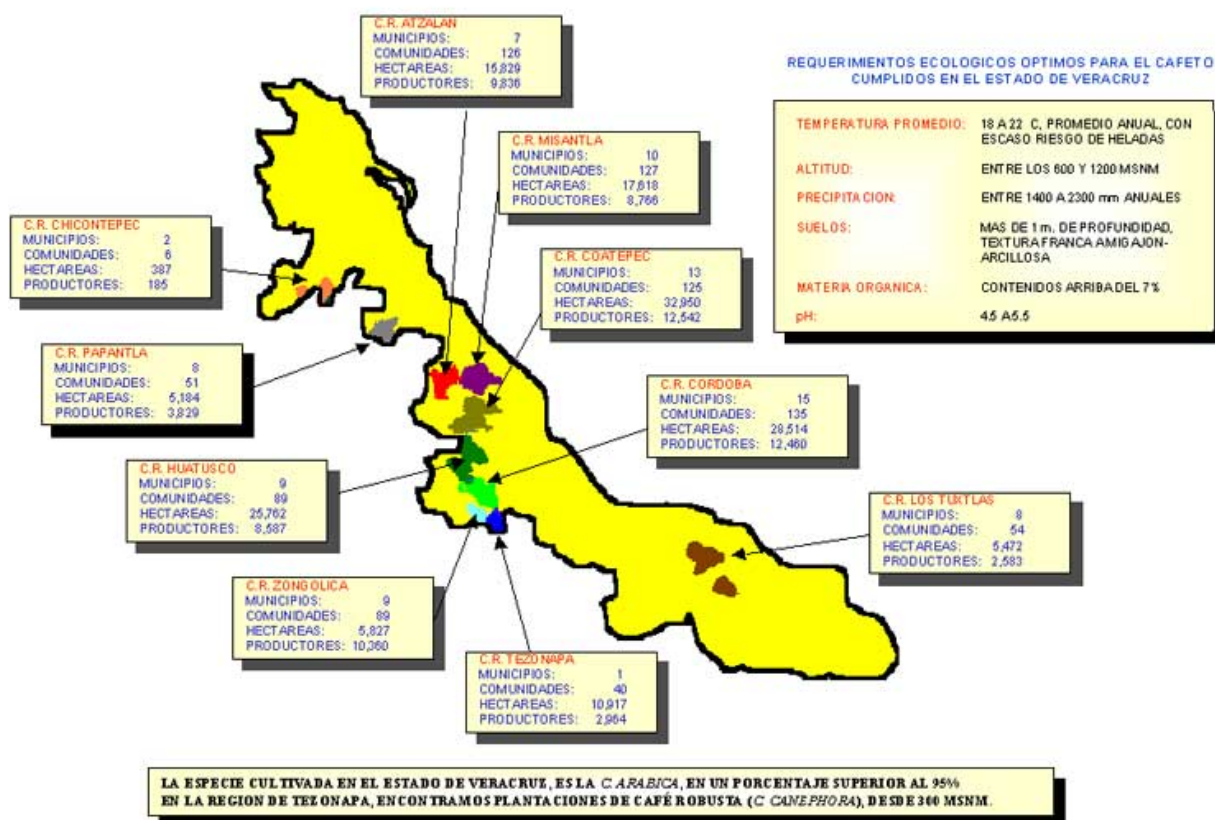 C.R. ATZALAN
MUNICIPIOS: 7
COMUNIDADES: 126
HECTAREAS: 15,829
PRODUCTORES: 9,836
REQUERIMIENTOS ECOLOGICOS OPTIMOS PARA EL CAFETO
CUMPLIDOS EN EL ESTADO DE VERACRUZ
TEMPERATURA PROMEDIO: 18 A 22 C, PROMEDIO ANUAL, CON
ESCASO RIESGO DE HELADAS
ALTITUD: ENTRE LOS 600 Y 1200 MSNM
PRECIPITACION: ENTRE 1400 A 2300 mm ANUALES
SUELOS: MAS DE 1 m. DE PROFUNDIDAD,
TEXTURA FRANCA AMIGAJON-
ARCILLOSA
MATERIA ORGANICA: CONTENIDOS ARRIBA DEL 7%
pH: 4.5 A 5.5
C.R. MISANTLA
MUNICIPIOS: 10
COMUNIDADES: 127
HECTAREAS: 17,618
PRODUCTORES: 8,766
C.R. CHICONTEPEC
MUNICIPIOS: 2
COMUNIDADES: 6
HECTAREAS: 387
PRODUCTORES: 185
C.R. COATEPEC
MUNICIPIOS: 13
COMUNIDADES: 125
HECTAREAS: 32,950
PRODUCTORES: 12,542
C.R. PAPANTLA
MUNICIPIOS: 8
COMUNIDADES: 51
HECTAREAS: 5,184
PRODUCTORES: 3,829
C.R. CORDOBA
MUNICIPIOS: 15
COMUNIDADES: 135
HECTAREAS: 28,514
PRODUCTORES: 12,460
C.R. HUATUSCO
MUNICIPIOS: 9
COMUNIDADES: 89
HECTAREAS: 25,762
PRODUCTORES: 8,587
C.R. LOS TUXTLAS
MUNICIPIOS: 8
COMUNIDADES: 54
HECTAREAS: 5,472
PRODUCTORES: 2,583
C.R. ZONGOLICA
MUNICIPIOS: 9
COMUNIDADES: 89
HECTAREAS: 5,827
PRODUCTORES: 10,360
C.R. TEZONAPA
MUNICIPIOS: 1
COMUNIDADES: 40
HECTAREAS: 10,917
PRODUCTORES: 2,964
LA ESPECIE CULTIVADA EN EL ESTADO DE VERACRUZ, ES LA C. ARABICA, EN UN PORCENTAJE SUPERIOR AL 95%
EN LA REGION DE TEZONAPA, ENCONTRAMOS PLANTACIONES DE CAFÉ ROBUSTA (C. CANEPHORA), DESDE 300 MSNM.